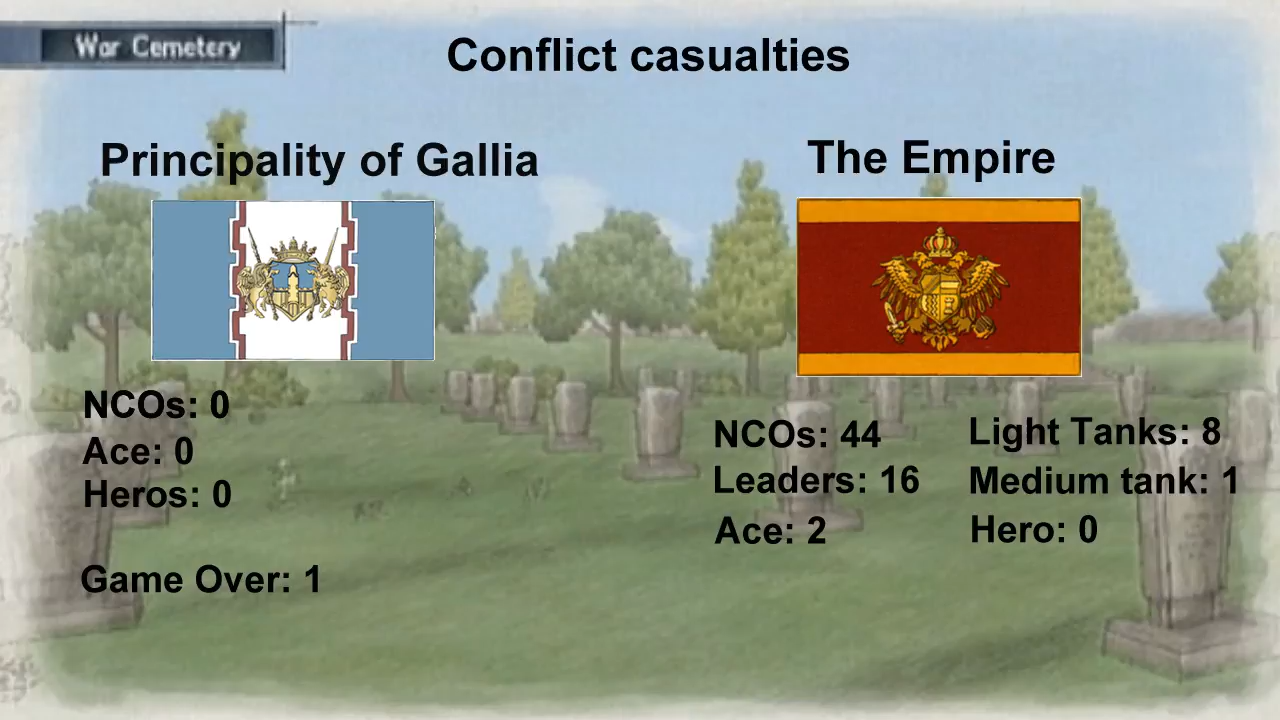 War Cemetery
Conflict casualties
Principality of Gallia
NCOs: 0
Ace: 0
Heros: 0
Game Over: 1
The Empire
NCOs: 44
Leaders: 16
Ace: 2
Light Tanks: 8
Medium tank: 1
Hero: 0